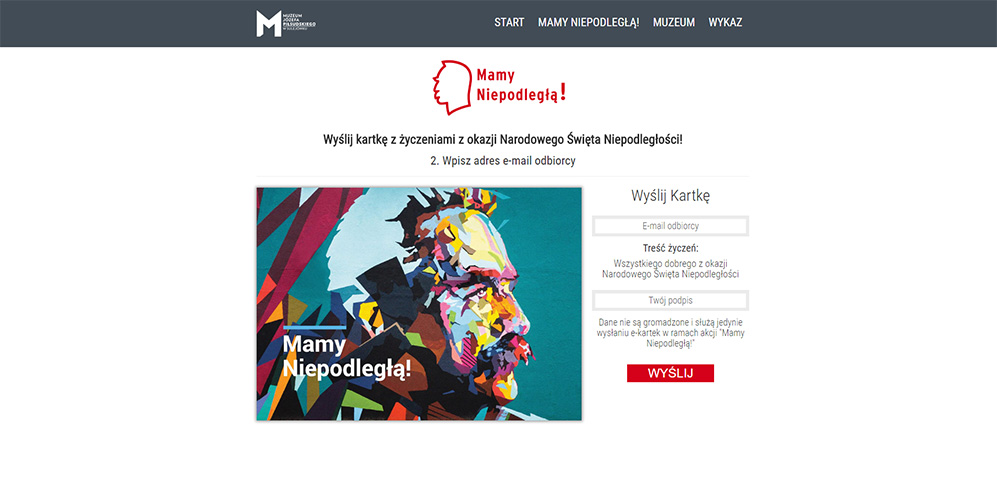 MUZEUM
JÓZEFA
PIŁSUDSKIEGO
W SULEJÓWKU
START MAMY NIEPODLEGŁĄ! MUZEUM WYKAZ
Mamy
Niepodległą!
Wyślij kartkę z życzeniami z okazji Narodowego Święta Niepodległości!
2. Wpisz adres e-mail odbiorcy
Mamy
Niepodległą!
Wyślij Kartkę
E-mail odbiorcy
Treść życzeń:
Wszystkiego dobrego z okazji
Narodowego Święta Niepodległości
Twój podpis
Dane nie są gromadzone i służą jedynie
wysłaniu e-kartek w ramach akcji "Mamy
Niepodległą!"
WYŚLIJ